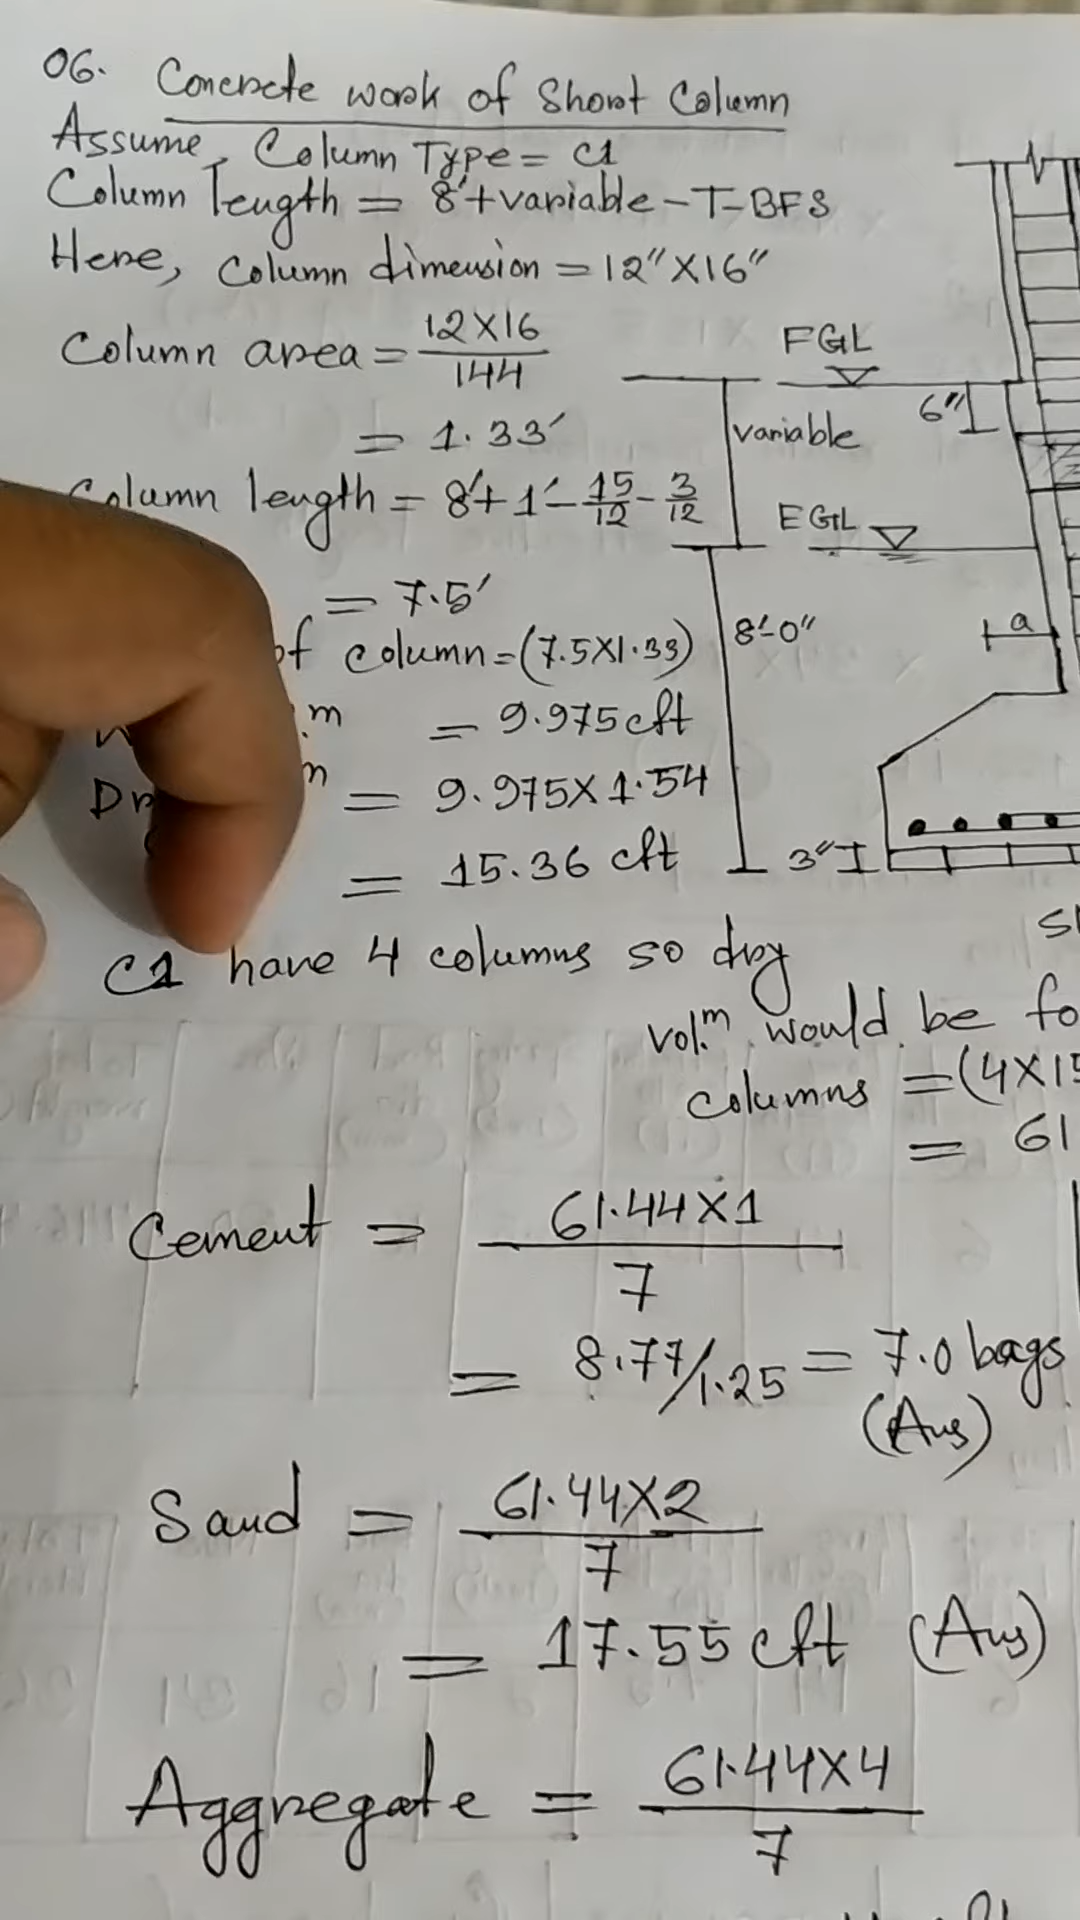 06. Concrete work of Short Column
Assume, Column Type = C1
Column length = 8'+variable-T-BFS
Here, Column dimension = 12"X16"
Column area = 12X16
144
= 1.33'
Column length = 8'+1'-15/12-3/12
= 7.5'
of column=(7.5X1.33)
= 9.975 cft
= 9.975X1.54
= 15.36 cft
C1 have 4 columns so dry
vol.m would be fo
columns =(4X15
= 61
Cement = 61.44X1
7
= 8.77/1.25 = 7.0 bags
(Ans)
Sand = 61.44X2
7
= 17.55 cft (Ans)
Aggregate = 61.44X4
7
FGL
6"
variable
EGL
8'-0"
a
3"